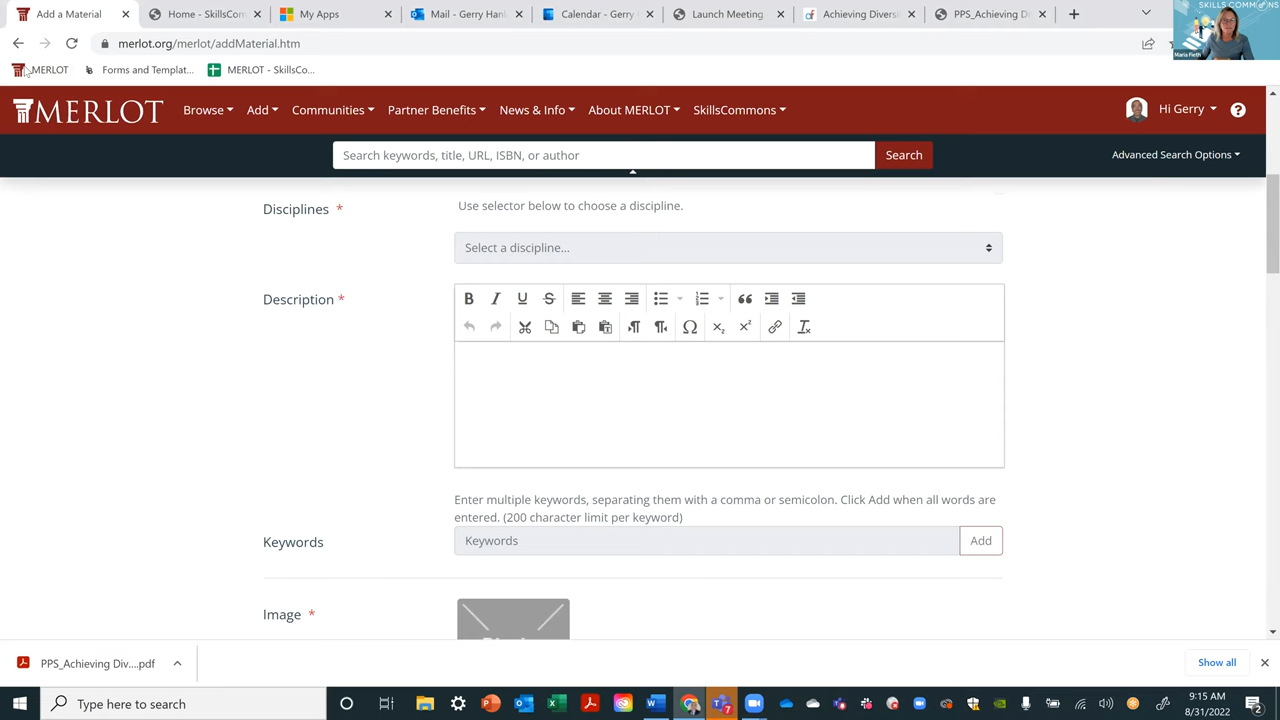 Add a Material
Home - SkillsCom
My Apps
Mail - Gerry Han
Calendar - Gerry
Launch Meeting
Achieving Diversi
PPS_Achieving D
SKILLS COMMONS
merlot.org/merlot/addMaterial.htm
Maria Fieth
MERLOT
Forms and Templat...
MERLOT - SkillsCo...
MERLOT
Browse
Add
Communities
Partner Benefits
News & Info
About MERLOT
SkillsCommons
Hi Gerry
Search keywords, title, URL, ISBN, or author
Search
Advanced Search Options
Disciplines *
Use selector below to choose a discipline.
Select a discipline...
Description *
Enter multiple keywords, separating them with a comma or semicolon. Click Add when all words are
entered. (200 character limit per keyword)
Keywords
Keywords
Add
Image *
PPS_Achieving Div....pdf
Show all
Type here to search
9:15 AM
8/31/2022